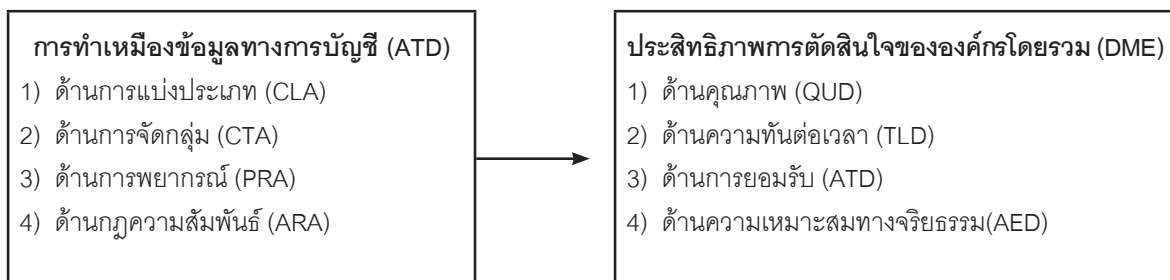 การทำเหมืองข้อมูลทางการบัญชี (ATD)
1) ด้านการแบ่งประเภท (CLA)
2) ด้านการจัดกลุ่ม (CTA)
3) ด้านการพยากรณ์ (PRA)
4) ด้านกฎความสัมพันธ์ (ARA)
ประสิทธิภาพการตัดสินใจขององค์กรโดยรวม (DME)
1) ด้านคุณภาพ (QUD)
2) ด้านความทันต่อเวลา (TLD)
3) ด้านการยอมรับ (ATD)
4) ด้านความเหมาะสมทางจริยธรรม(AED)